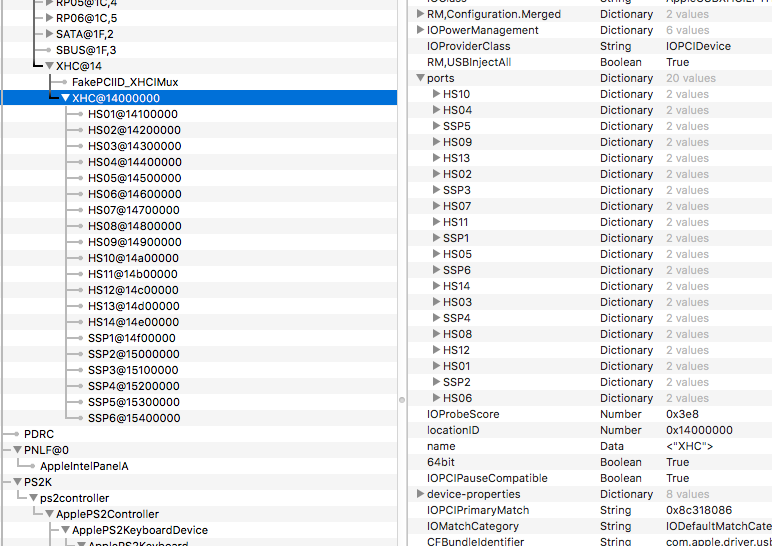 RP05@1C,4
RP06@1C,5
SATA@1F,2
SBUS@1F,3
XHC@14
FakePCIID_XHCIMux
XHC@14000000
HS01@14100000
HS02@14200000
HS03@14300000
HS04@14400000
HS05@14500000
HS06@14600000
HS07@14700000
HS08@14800000
HS09@14900000
HS10@14a00000
HS11@14b00000
HS12@14c00000
HS13@14d00000
HS14@14e00000
SSP1@14f00000
SSP2@15000000
SSP3@15100000
SSP4@15200000
SSP5@15300000
SSP6@15400000
PDRC
PNLF@0
AppleIntelPanelA
PS2K
ps2controller
ApplePS2Controller
ApplePS2KeyboardDevice
ApplePS2Keyboard
RM,Configuration.Merged Dictionary 2 values
IOPowerManagement Dictionary 6 values
IOProviderClass String IOPCIDevice
RM,USBInjectAll Boolean True
ports Dictionary 20 values
HS10 Dictionary 2 values
HS04 Dictionary 2 values
SSP5 Dictionary 2 values
HS09 Dictionary 2 values
HS13 Dictionary 2 values
HS02 Dictionary 2 values
SSP3 Dictionary 2 values
HS07 Dictionary 2 values
HS11 Dictionary 2 values
SSP1 Dictionary 2 values
HS05 Dictionary 2 values
SSP6 Dictionary 2 values
HS14 Dictionary 2 values
HS03 Dictionary 2 values
SSP4 Dictionary 2 values
HS08 Dictionary 2 values
HS12 Dictionary 2 values
HS01 Dictionary 2 values
SSP2 Dictionary 2 values
HS06 Dictionary 2 values
IOProbeScore Number 0x3e8
locationID Number 0x14000000
name Data <"XHC">
64bit Boolean True
IOPCIPauseCompatible Boolean True
device-properties Dictionary 8 values
IOPCIPrimaryMatch String 0x8c318086
IOMatchCategory String IODefaultMatchCate
CFBundleIdentifier String com.apple.driver.usb